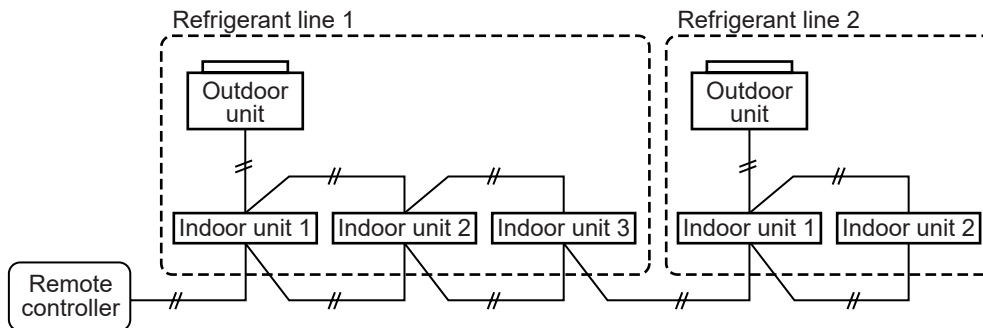 Refrigerant line 1
Refrigerant line 2
Outdoor
unit
Outdoor
unit
Indoor unit 1
Indoor unit 2
Indoor unit 3
Indoor unit 1
Indoor unit 2
Remote
controller